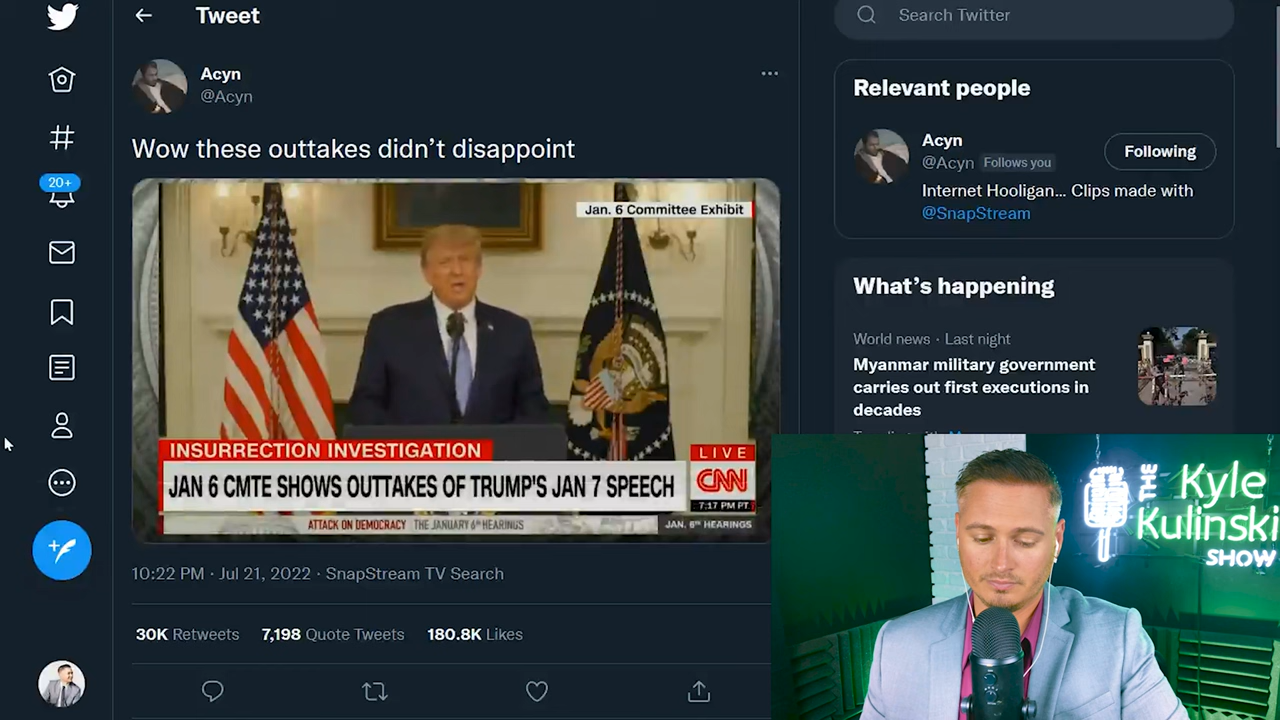 Tweet
Search Twitter
Acyn
@Acyn
Wow these outtakes didn’t disappoint
20+
Jan. 6 Committee Exhibit
INSURRECTION INVESTIGATION
JAN 6 CMTE SHOWS OUTTAKES OF TRUMP'S JAN 7 SPEECH
LIVE
CNN
7:17 PM PT
ATTACK ON DEMOCRACY THE JANUARY 6TH HEARINGS
JAN. 6TH HEARINGS
10:22 PM · Jul 21, 2022 · SnapStream TV Search
30K Retweets 7,198 Quote Tweets 180.8K Likes
Relevant people
Acyn
@Acyn Follows you
Following
Internet Hooligan... Clips made with
@SnapStream
What’s happening
World news · Last night
Myanmar military government
carries out first executions in
decades
THE
Kyle
Kulinski
SHOW